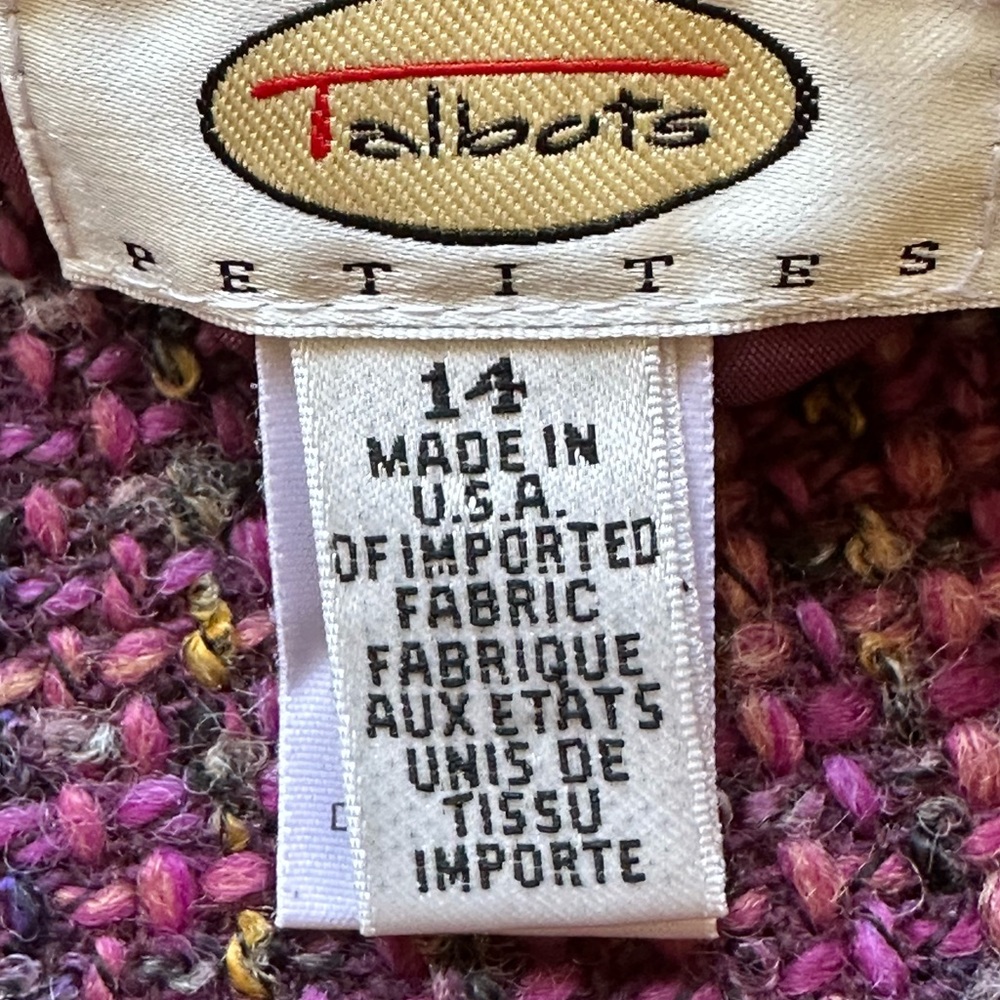 Talbots
PETITES
14
MADE IN
U.S.A.
OF IMPORTED
FABRIC
FABRIQUE
AUX ETATS
UNIS DE
TISSU
IMPORTE